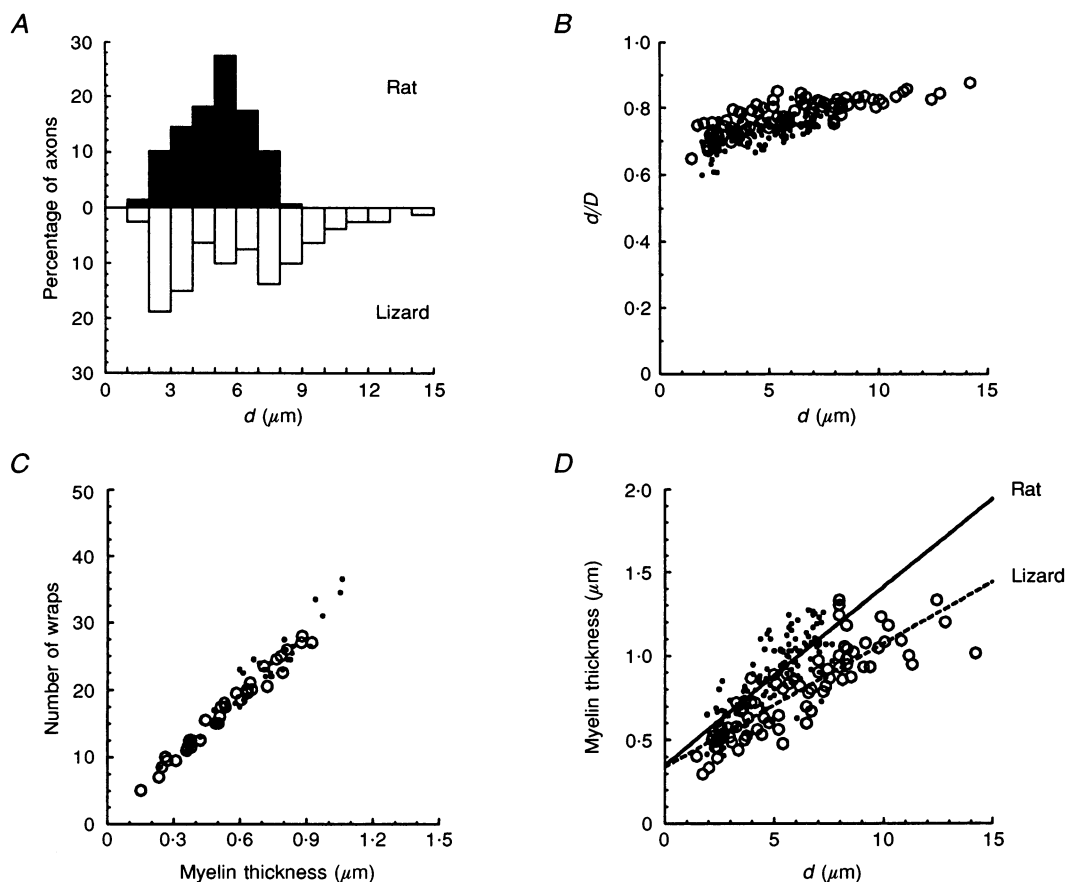 A
30
20
10
0
10
20
30
Percentage of axons
Rat
Lizard
0 3 6 9 12 15
d (μm)
B
1·0
0·8
0·6
0·4
0·2
0
d/D
0 5 10 15
d (μm)
C
50
40
30
20
10
0
Number of wraps
0 0·3 0·6 0·9 1·2 1·5
Myelin thickness (μm)
D
2·0
1·5
1·0
0·5
0
Myelin thickness (μm)
Rat
Lizard
0 5 10 15
d (μm)